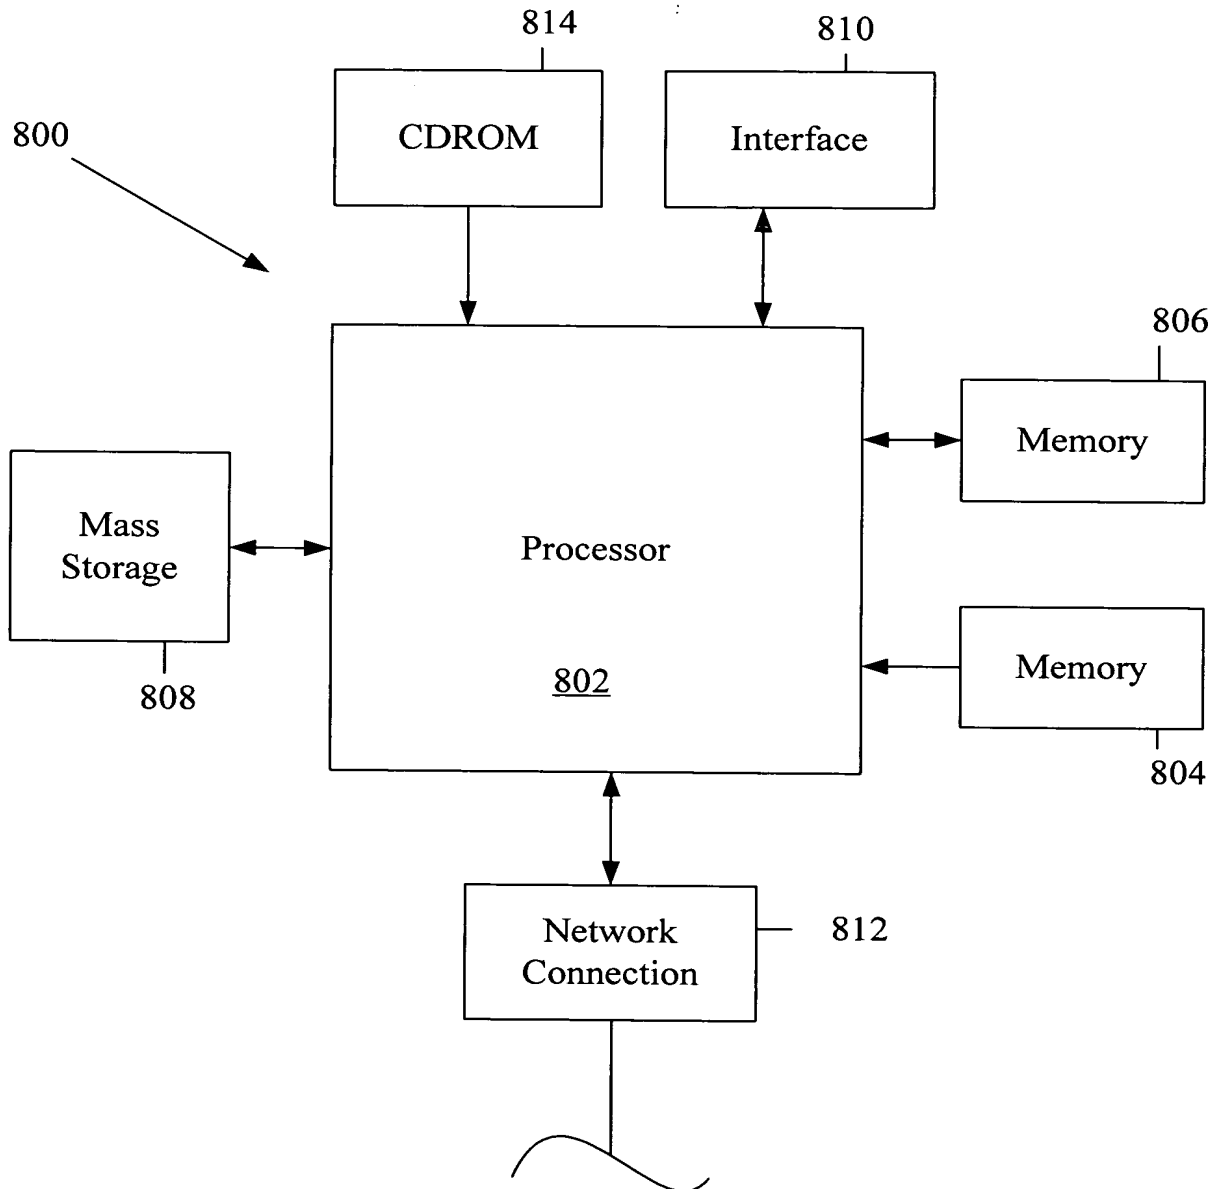 814
810
800
CDROM
Interface
806
Memory
Mass
Storage
Processor
808
802
Memory
804
Network
Connection
812